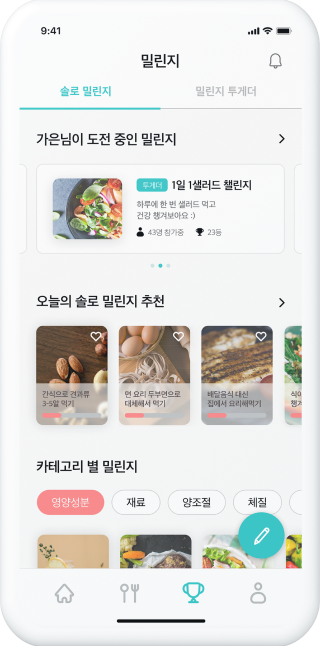 9:41
밀린지
솔로 밀린지
밀린지 투게더
가은님이 도전 중인 밀린지
투게더 1일 1샐러드 챌린지
하루에 한 번 샐러드 먹고
건강 챙겨보아요 :)
43명 참가중 23등
오늘의 솔로 밀린지 추천
간식으로 견과류
3-5알 먹기
면 요리 두부면으로
대체해서 먹기
배달음식 대신
집에서 요리해먹기
카테고리 별 밀린지
영양성분
재료
양조절
체질